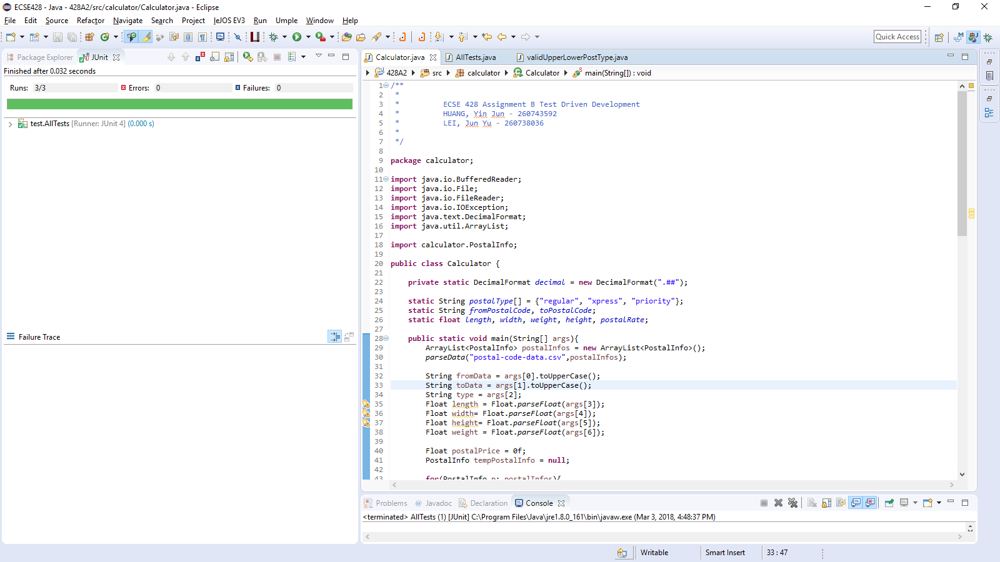 ECSE428 - Java - 428A2/src/calculator/Calculator.java - Eclipse
File Edit Source Refactor Navigate Search Project leJOS EV3 Run Umple Window Help
Quick Access
Package Explorer JUnit
Finished after 0.032 seconds
Runs: 3/3 Errors: 0 Failures: 0
test.AllTests [Runner: JUnit 4] (0.000 s)
Failure Trace
Calculator.java AllTests.java validUpperLowerPostType.java
428A2 src calculator Calculator main(String[]) : void
1 /**
2 *
3 * ECSE 428 Assignment B Test Driven Development
4 * HUANG, Yin Jun - 260743592
5 * LEI, Jun Yu - 260738036
6 *
7 */
8
9 package calculator;
10
11 import java.io.BufferedReader;
12 import java.io.File;
13 import java.io.FileReader;
14 import java.io.IOException;
15 import java.text.DecimalFormat;
16 import java.util.ArrayList;
17
18 import calculator.PostalInfo;
19
20 public class Calculator {
21
22 private static DecimalFormat decimal = new DecimalFormat(".##");
23
24 static String postalType[] = {"regular", "xpress", "priority"};
25 static String fromPostalCode, toPostalCode;
26 static float length, width, weight, height, postalRate;
27
28 public static void main(String[] args){
29 ArrayList<PostalInfo> postalInfos = new ArrayList<PostalInfo>();
30 parseData("postal-code-data.csv",postalInfos);
31
32 String fromData = args[0].toUpperCase();
33 String toData = args[1].toUpperCase();
34 String type = args[2];
35 Float length = Float.parseFloat(args[3]);
36 Float width= Float.parseFloat(args[4]);
37 Float height= Float.parseFloat(args[5]);
38 Float weight = Float.parseFloat(args[6]);
39
40 Float postalPrice = 0f;
41 PostalInfo tempPostalInfo = null;
42
43 for(PostalInfo p: postalInfos){
Problems Javadoc Declaration Console
<terminated> AllTests (1) [JUnit] C:\Program Files\Java\jre1.8.0_161\bin\javaw.exe (Mar 3, 2018, 4:48:37 PM)
Writable Smart Insert 33 : 47